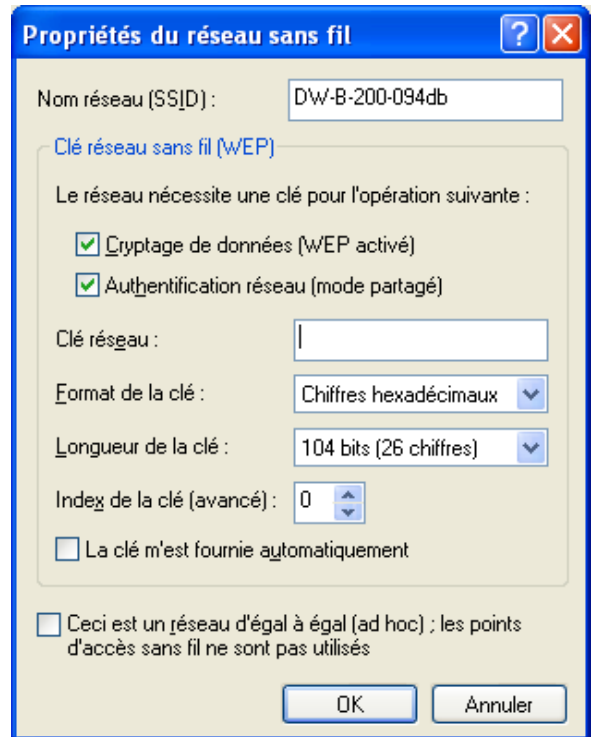 Propriétés du réseau sans fil
Nom réseau (SSID) : DW-B-200-094db
Clé réseau sans fil (WEP)
Le réseau nécessite une clé pour l'opération suivante :
Cryptage de données (WEP activé)
Authentification réseau (mode partagé)
Clé réseau :
Format de la clé : Chiffres hexadécimaux
Longueur de la clé : 104 bits (26 chiffres)
Index de la clé (avancé) : 0
La clé m'est fournie automatiquement
Ceci est un réseau d'égal à égal (ad hoc) ; les points
d'accès sans fil ne sont pas utilisés
OK Annuler